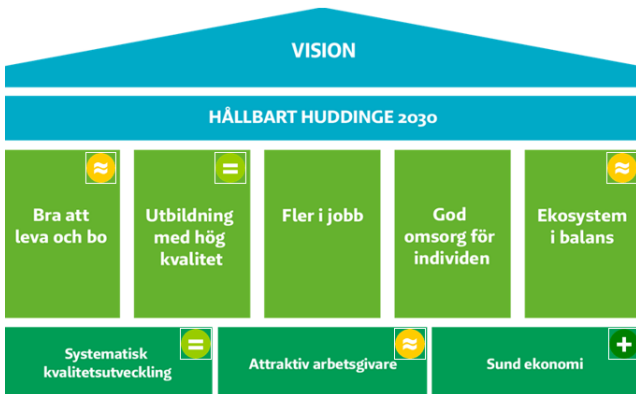 VISION
HÅLLBART HUDDINGE 2030
≈
Bra att
leva och bo
=
Utbildning
med hög
kvalitet
Fler i jobb
God
omsorg för
individen
≈
Ekosystem
i balans
=
Systematisk
kvalitetsutveckling
≈
Attraktiv arbetsgivare
+
Sund ekonomi